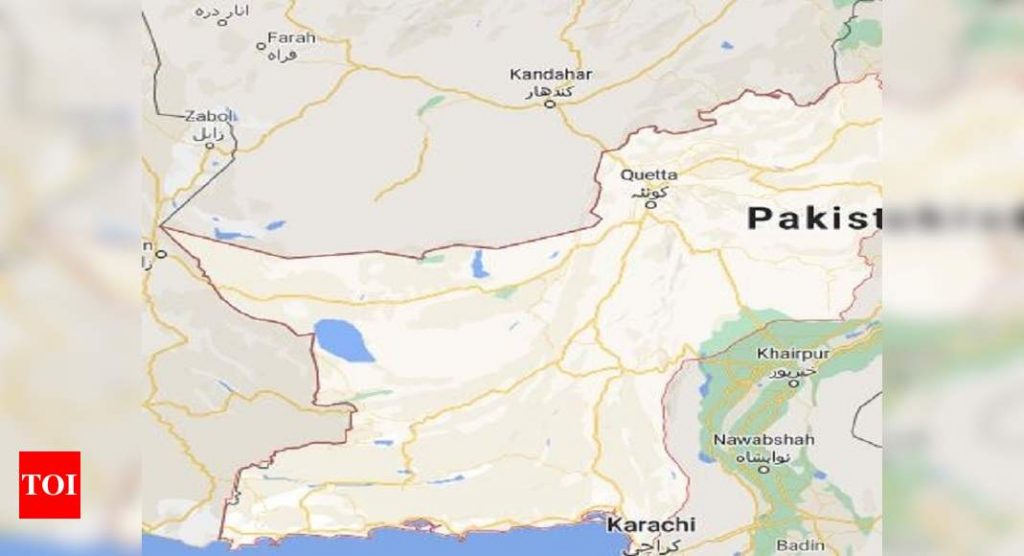 انار دره
Farah
فراه
Kandahar
کندهار
Zabol
زابل
Quetta
کوئٹہ
Pakist
Khairpur
خیرپور
Nawabshah
نوابشاہ
TOI
Karachi
کراچی
Badin